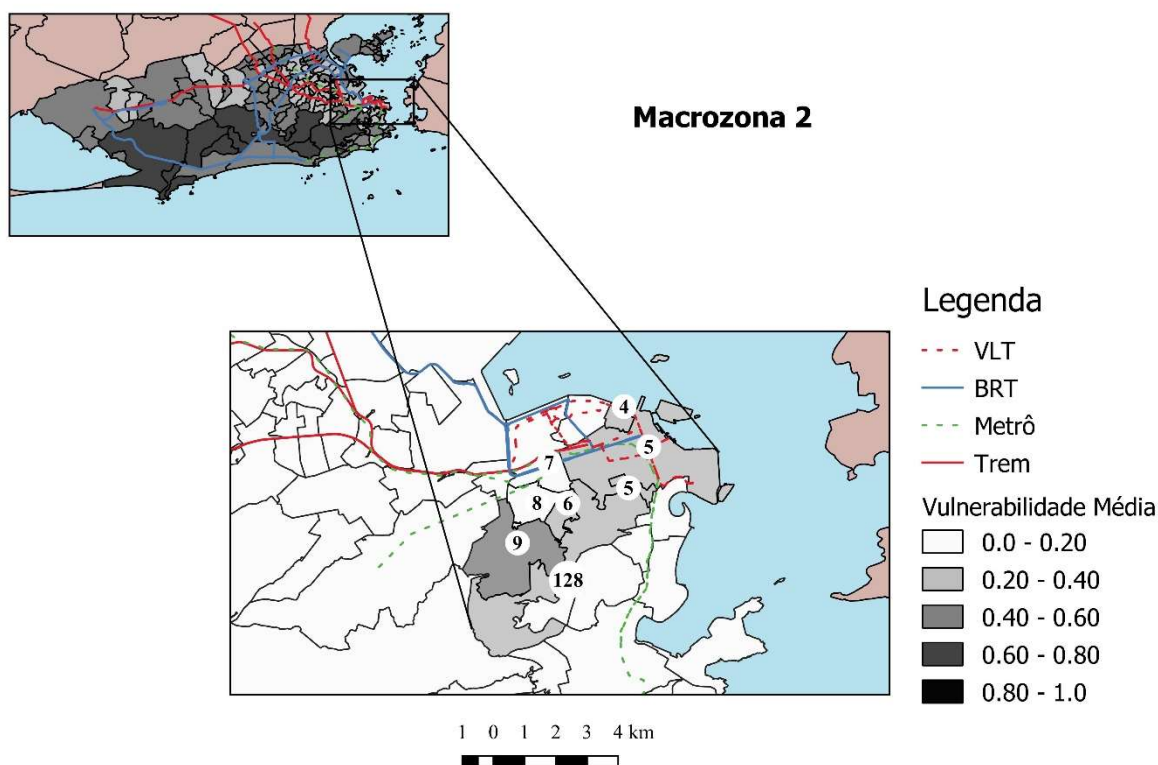 Macrozona 2
Legenda
VLT
BRT
Metrô
Trem
Vulnerabilidade Média
0.0 - 0.20
0.20 - 0.40
0.40 - 0.60
0.60 - 0.80
0.80 - 1.0
4
5
7
5
8
6
9
128
1 0 1 2 3 4 km